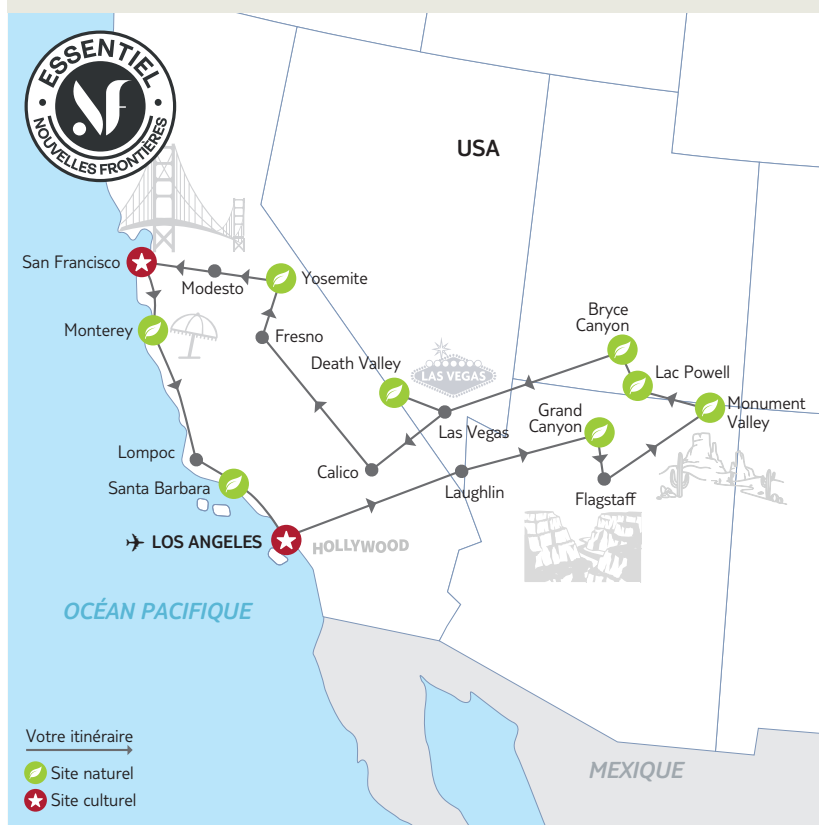 ESSENTIEL
NF
NOUVELLES FRONTIÈRES
USA
San Francisco
Modesto
Yosemite
Monterey
Fresno
Death Valley
LAS VEGAS
Bryce
Canyon
Lac Powell
Monument
Valley
Grand
Canyon
Las Vegas
Lompoc
Calico
Laughlin
Flagstaff
Santa Barbara
LOS ANGELES
HOLLYWOOD
OCÉAN PACIFIQUE
MEXIQUE
Votre itinéraire
Site naturel
Site culturel